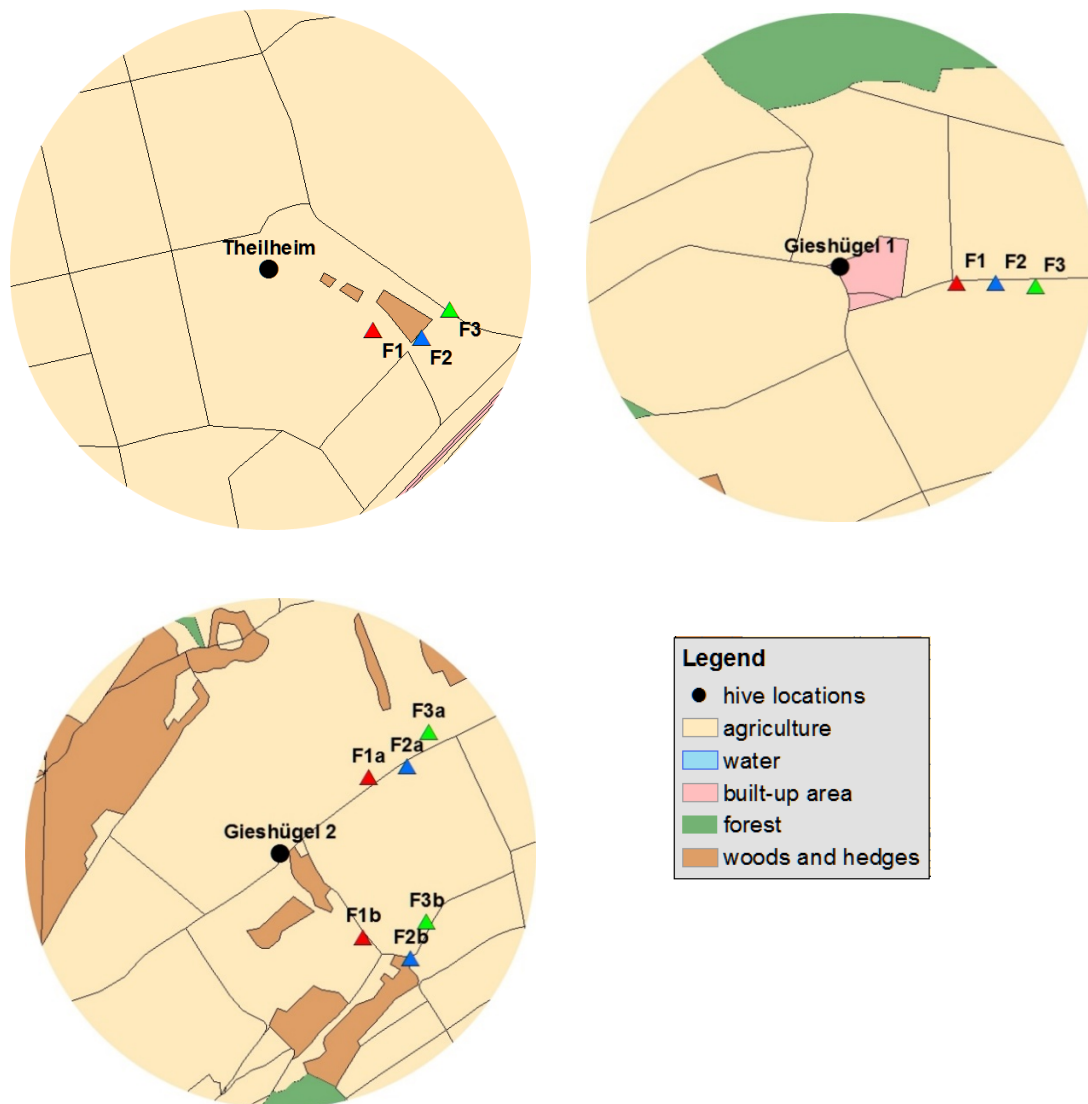 Theilheim
F1
F2
F3
Gieshügel 1
F1
F2
F3
Gieshügel 2
F1a
F2a
F3a
F1b
F2b
F3b
Legend
hive locations
agriculture
water
built-up area
forest
woods and hedges